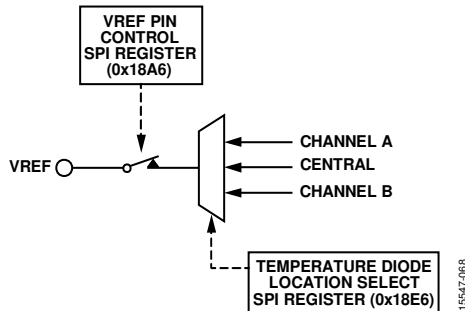 VREF PIN
CONTROL
SPI REGISTER
(0x18A6)
CHANNEL A
VREF
CENTRAL
CHANNEL B
TEMPERATURE DIODE
LOCATION SELECT
SPI REGISTER (0x18E6)
15547-068